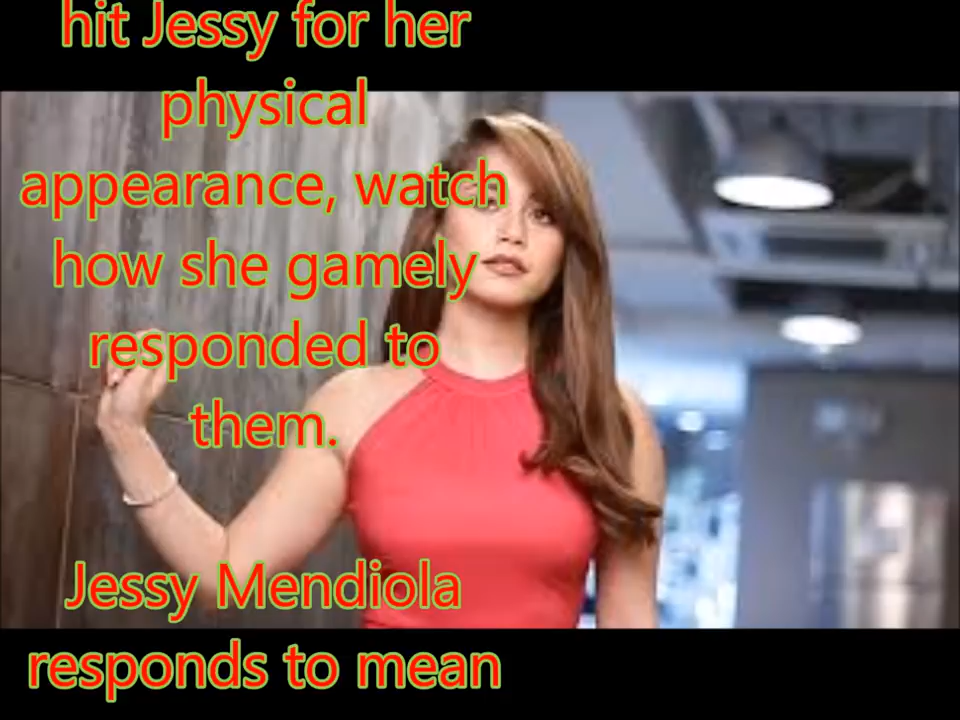 hit Jessy for her
physical
appearance, watch
how she gamely
responded to
them.
Jessy Mendiola
responds to mean